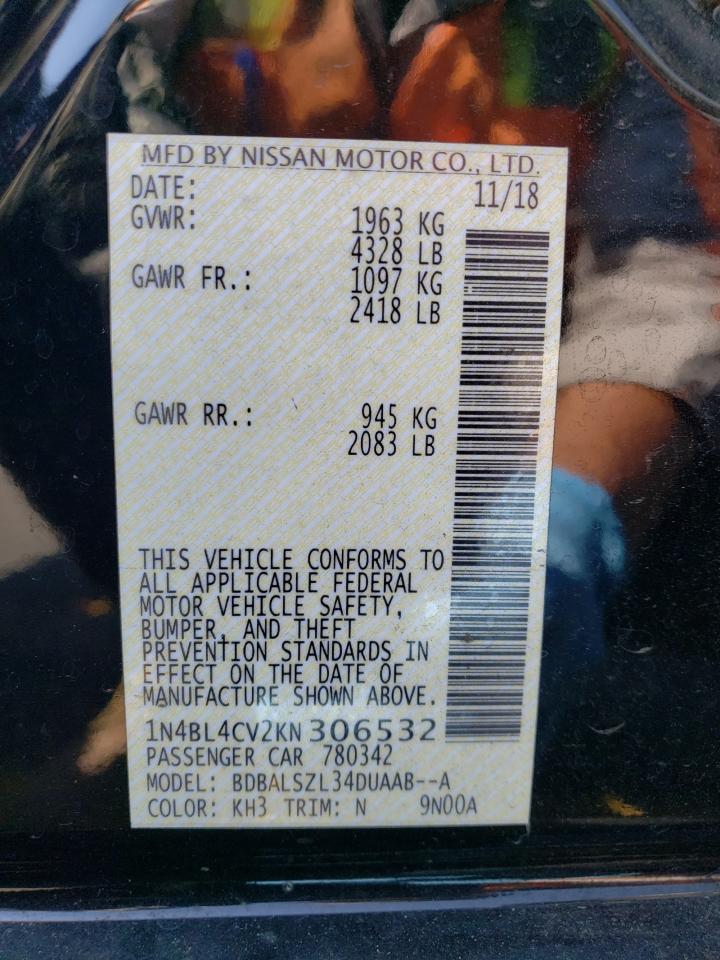 MFD BY NISSAN MOTOR CO., LTD.
DATE: 11/18
GVWR: 1963 KG
4328 LB
GAWR FR.: 1097 KG
2418 LB
GAWR RR.: 945 KG
2083 LB
THIS VEHICLE CONFORMS TO
ALL APPLICABLE FEDERAL
MOTOR VEHICLE SAFETY,
BUMPER, AND THEFT
PREVENTION STANDARDS IN
EFFECT ON THE DATE OF
MANUFACTURE SHOWN ABOVE.
1N4BL4CV2KN306532
PASSENGER CAR 780342
MODEL: BDBALSZL34DUAAB--A
COLOR: KH3 TRIM: N 9N00A